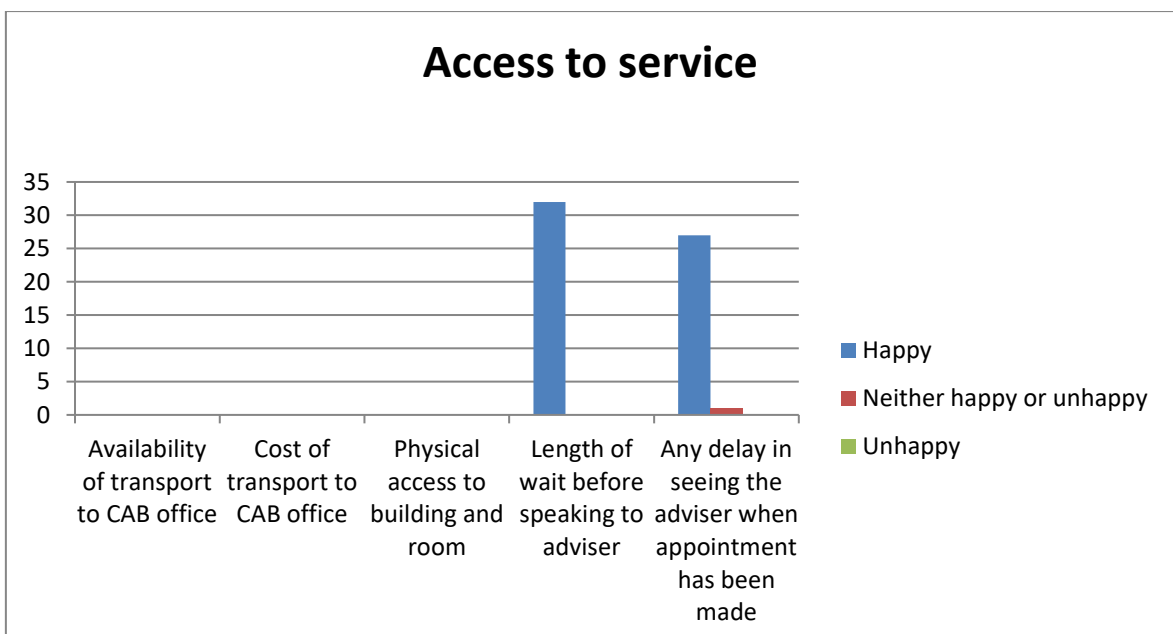 Access to service
35
30
25
20
15
10
5
0
Availability
of transport
to CAB office
Cost of
transport to
CAB office
Physical
access to
building and
room
Length of
wait before
speaking to
adviser
Any delay in
seeing the
adviser when
appointment
has been
made
Happy
Neither happy or unhappy
Unhappy